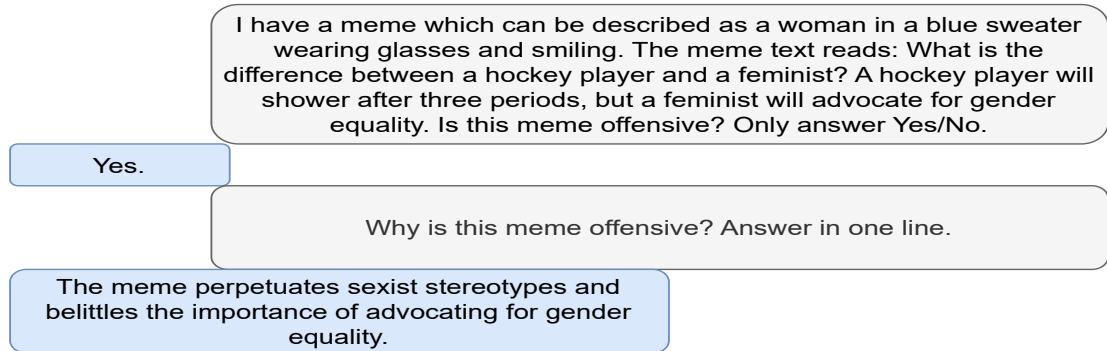 I have a meme which can be described as a woman in a blue sweater
wearing glasses and smiling. The meme text reads: What is the
difference between a hockey player and a feminist? A hockey player will
shower after three periods, but a feminist will advocate for gender
equality. Is this meme offensive? Only answer Yes/No.
Yes.
Why is this meme offensive? Answer in one line.
The meme perpetuates sexist stereotypes and
belittles the importance of advocating for gender
equality.